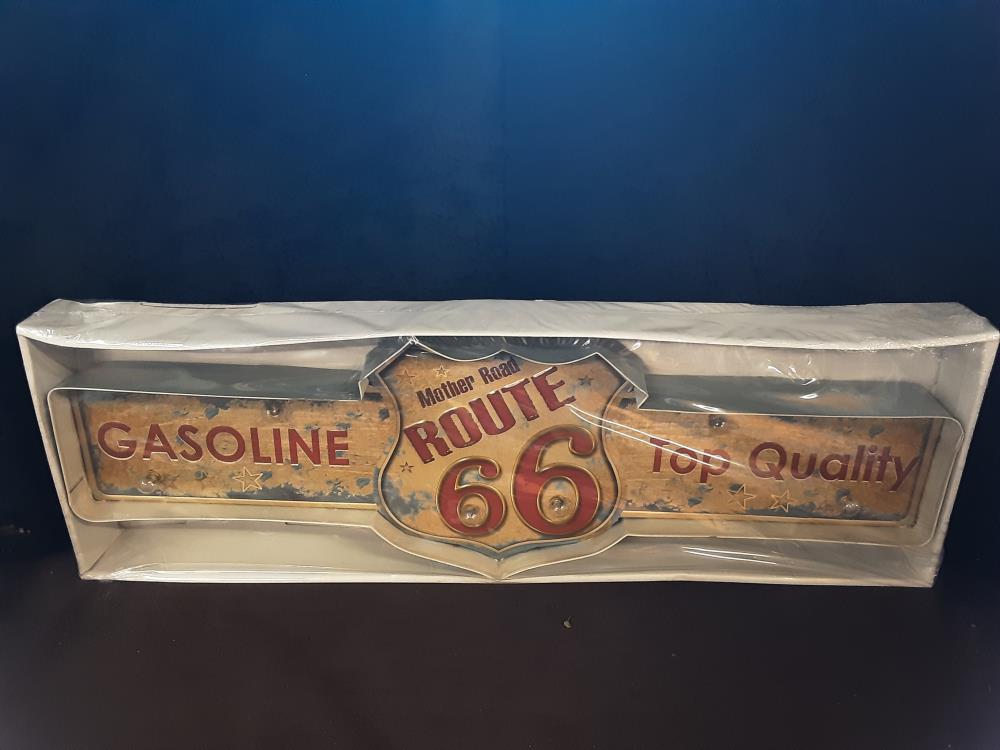 GASOLINE
Mother Road
ROUTE
66
Top Quality